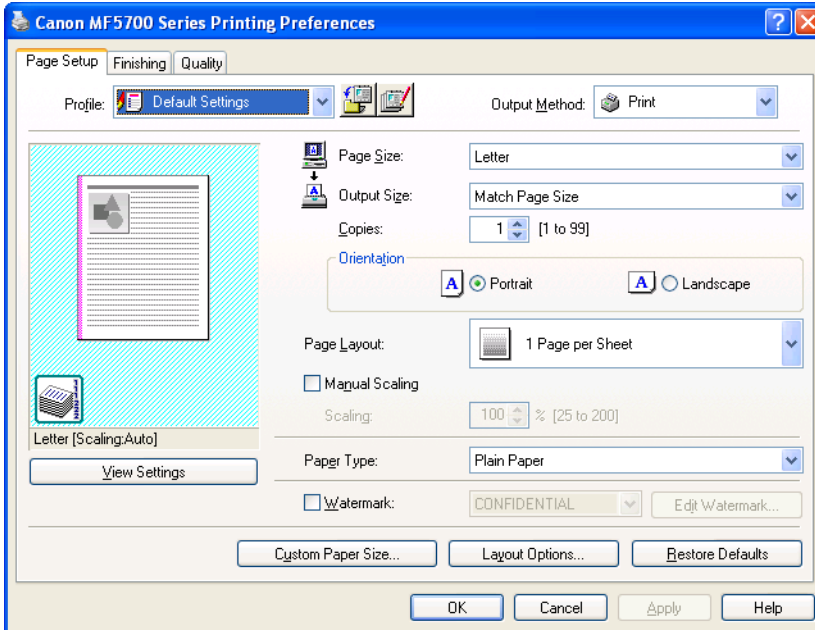 Canon MF5700 Series Printing Preferences
Page Setup Finishing Quality
Profile: Default Settings Output Method: Print
Page Size: Letter
Output Size: Match Page Size
Copies: 1 [1 to 99]
Orientation
A Portrait A Landscape
Page Layout: 1 Page per Sheet
Manual Scaling
Scaling: 100 % [25 to 200]
Letter [Scaling:Auto]
View Settings
Paper Type: Plain Paper
Watermark: CONFIDENTIAL Edit Watermark...
Custom Paper Size... Layout Options... Restore Defaults
OK Cancel Apply Help